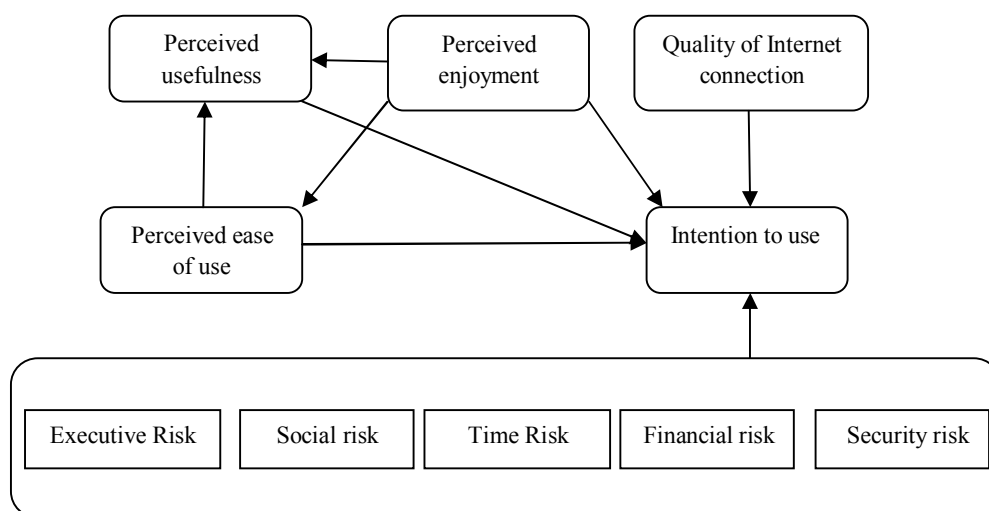 Perceived
usefulness
Perceived
enjoyment
Quality of Internet
connection
Perceived ease
of use
Intention to use
Executive Risk
Social risk
Time Risk
Financial risk
Security risk